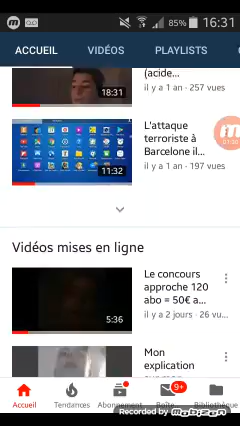 85% 16:31
ACCUEIL VIDÉOS PLAYLISTS
(acide...
il y a 1 an · 257 vues
18:31
L'attaque
terroriste à
Barcelone il...
il y a 1 an · 197 vues
11:32
Vidéos mises en ligne
Le concours
approche 120
abo = 50€ a...
il y a 2 jours · 26 vu...
5:36
Mon
explication
9+
Accueil Tendances Abonnement Boîte Bibliothèque
Recorded by mobizen